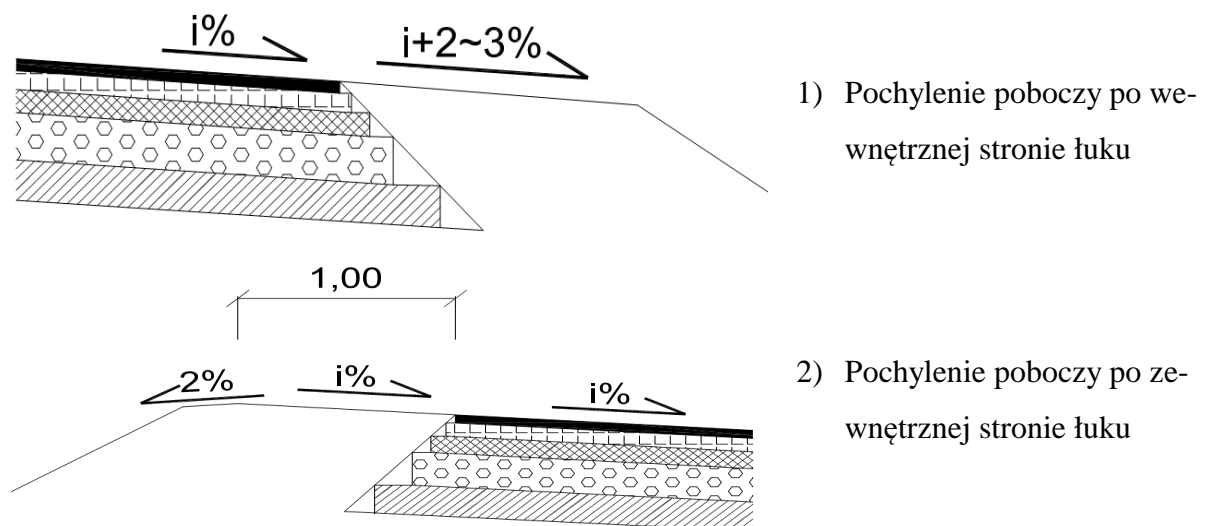 i%
i+2~3%
1) Pochylenie poboczy po we-
wnętrznej stronie łuku
1,00
2%
i%
i%
2) Pochylenie poboczy po ze-
wnętrznej stronie łuku